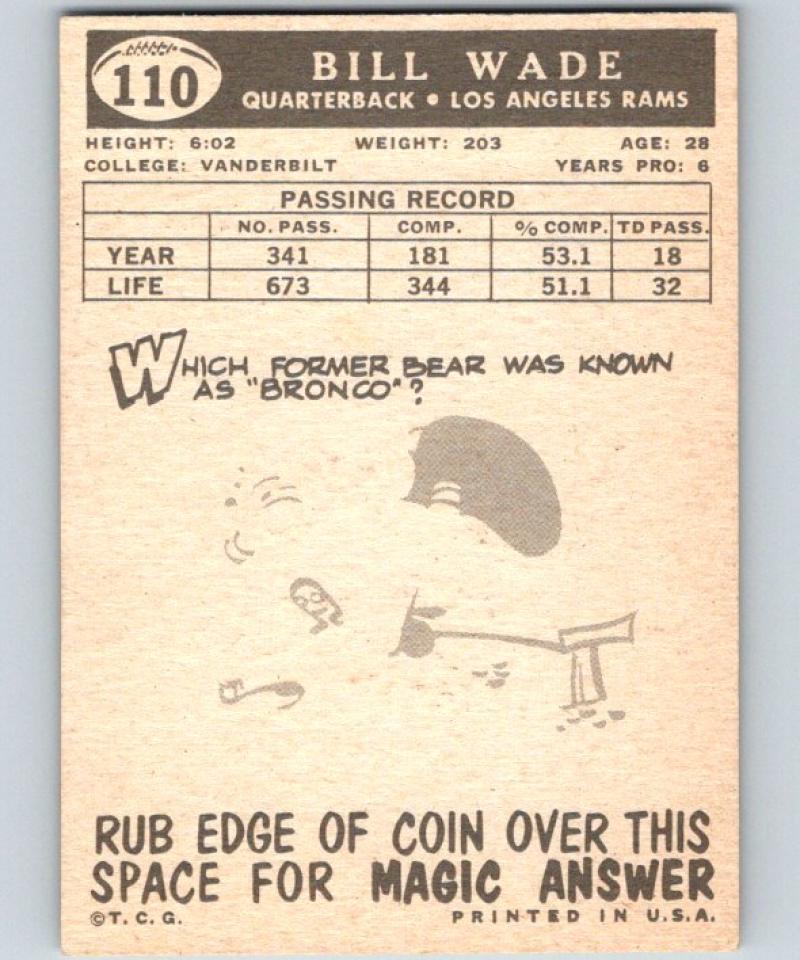 110
BILL WADE
QUARTERBACK • LOS ANGELES RAMS
HEIGHT: 6:02 WEIGHT: 203 AGE: 28
COLLEGE: VANDERBILT YEARS PRO: 6
PASSING RECORD
NO. PASS. COMP. % COMP. TD PASS.
YEAR 341 181 53.1 18
LIFE 673 344 51.1 32
WHICH FORMER BEAR WAS KNOWN
AS "BRONCO"?
RUB EDGE OF COIN OVER THIS
SPACE FOR MAGIC ANSWER
©T. C. G. PRINTED IN U.S.A.